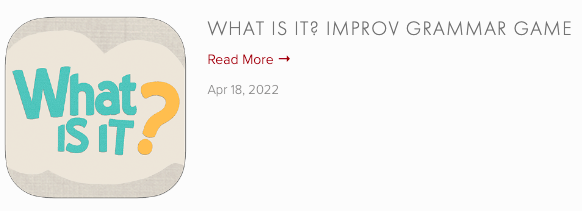 What
IS IT?
WHAT IS IT? IMPROV GRAMMAR GAME
Read More →
Apr 18, 2022